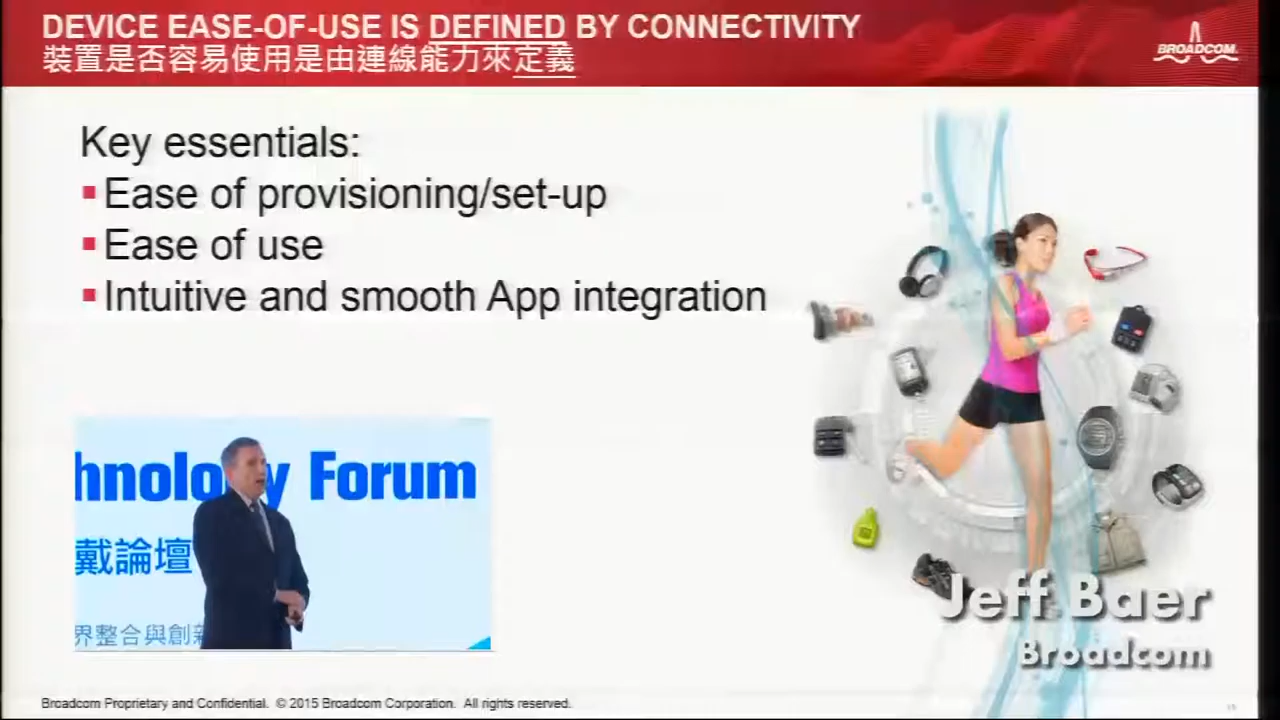 DEVICE EASE-OF-USE IS DEFINED BY CONNECTIVITY
裝置是否容易使用是由連線能力來定義
BROADCOM.
Key essentials:
▪Ease of provisioning/set-up
▪Ease of use
▪Intuitive and smooth App integration
hnology Forum
戴論壇
界整合與創新
Jeff Baer
Broadcom
Broadcom Proprietary and Confidential. © 2015 Broadcom Corporation. All rights reserved.